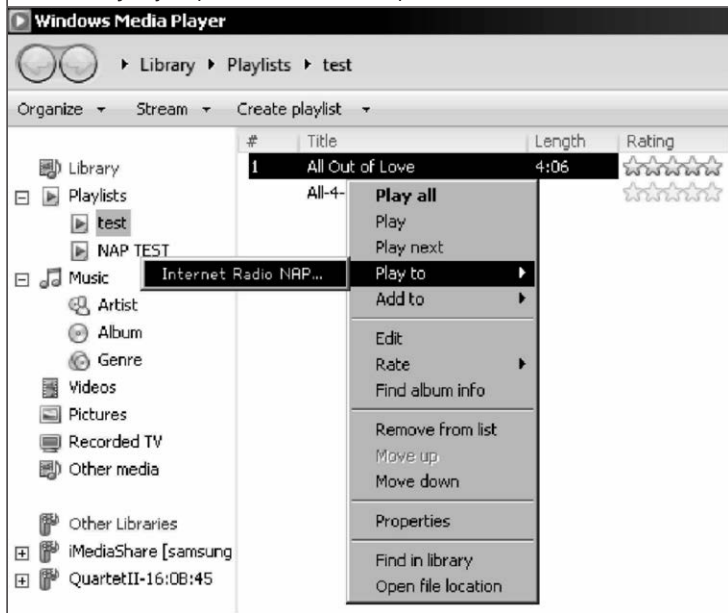 Windows Media Player
Library Playlists test
Organize Stream Create playlist
# Title Length Rating
Library
1 All Out of Love 4:06
Playlists
All-4-
test
NAP TEST
Music
Artist
Album
Genre
Videos
Pictures
Recorded TV
Other media
Other Libraries
iMediaShare [samsung
QuartetII-16:0B:45
Play all
Play
Play next
Play to
Internet Radio NAP...
Add to
Edit
Rate
Find album info
Remove from list
Move up
Move down
Properties
Find in library
Open file location